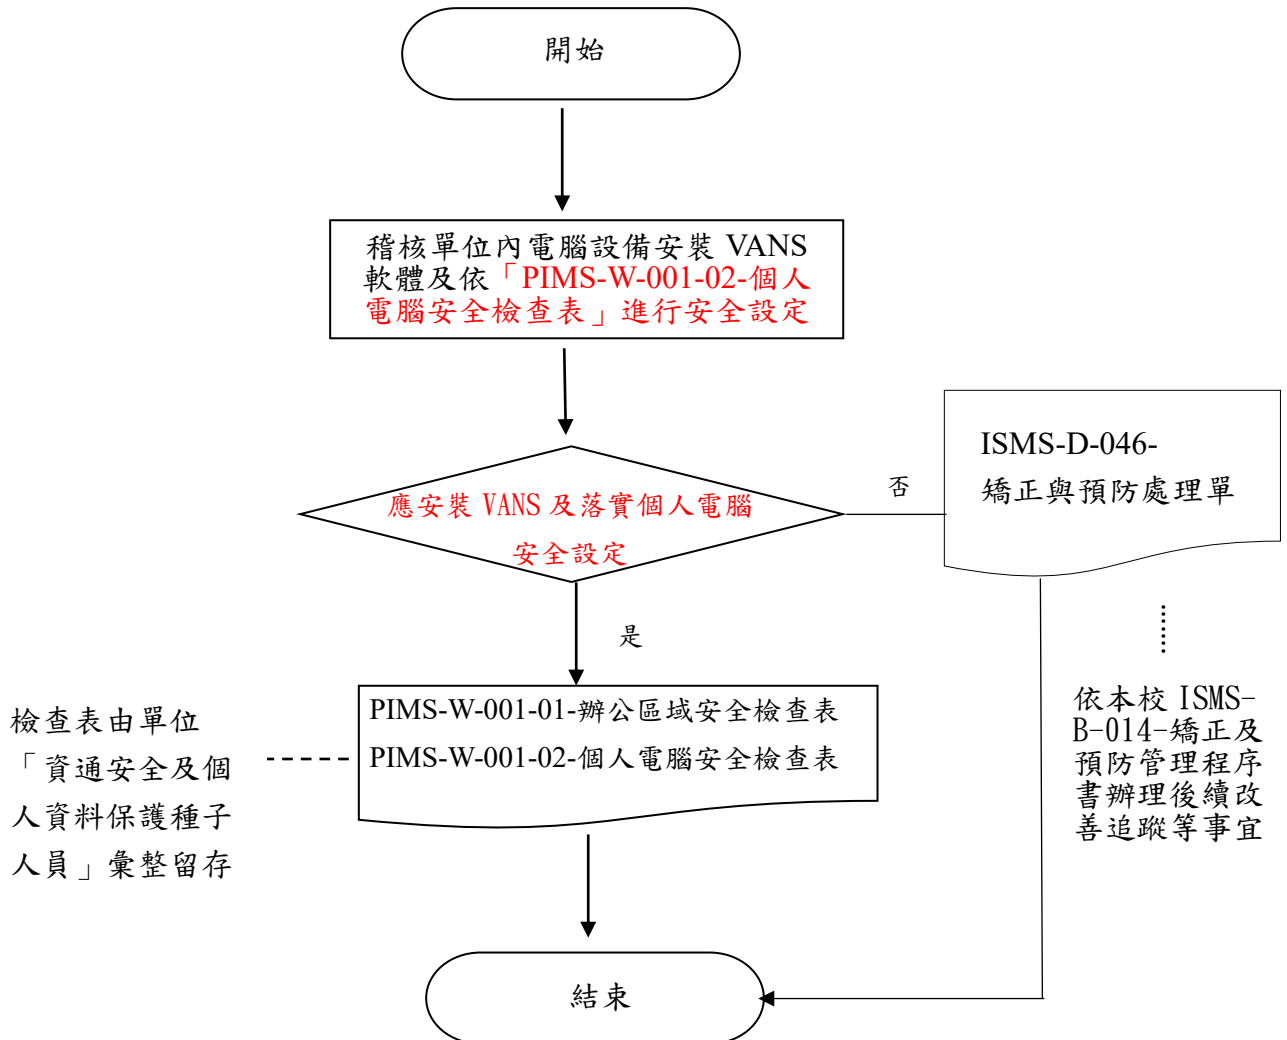 開始
稽核單位內電腦設備安裝 VANS
軟體及依「PIMS-W-001-02-個人
電腦安全檢查表」進行安全設定
應安裝 VANS 及落實個人電腦
安全設定
否
ISMS-D-046-
矯正與預防處理單
是
PIMS-W-001-01-辦公區域安全檢查表
PIMS-W-001-02-個人電腦安全檢查表
檢查表由單位
「資通安全及個
人資料保護種子
人員」彙整留存
依本校 ISMS-
B-014-矯正及
預防管理程序
書辦理後續改
善追蹤等事宜
結束